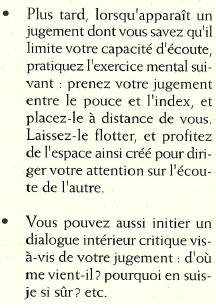 • Plus tard, lorsqu'apparaît un
jugement dont vous savez qu'il
limite votre capacité d'écoute,
pratiquez l'exercice mental sui-
vant : prenez votre jugement
entre le pouce et l'index, et
placez-le à distance de vous.
Laissez-le flotter, et profitez
de l'espace ainsi créé pour diri-
ger votre attention sur l'écou-
te de l'autre.
• Vous pouvez aussi initier un
dialogue intérieur critique vis-
à-vis de votre jugement : d'où
me vient-il ? pourquoi en suis-
je si sûr ? etc.